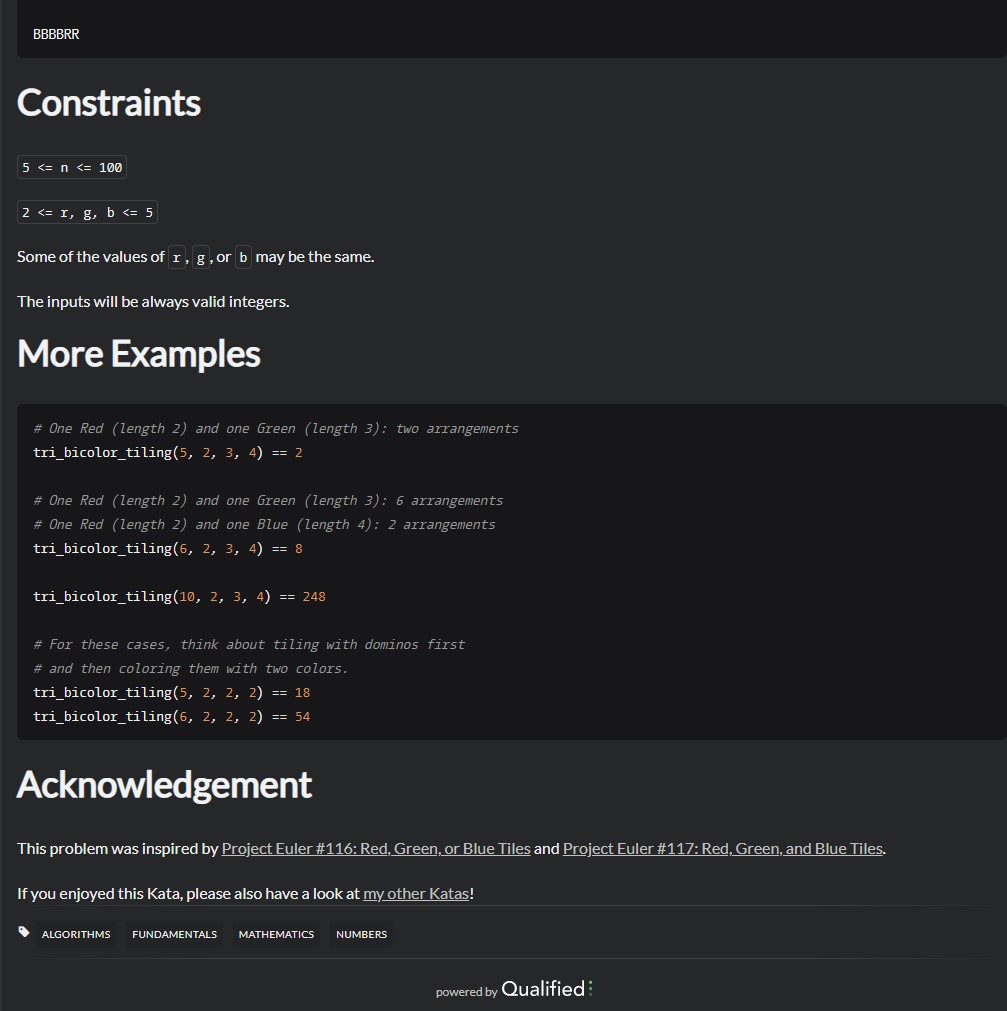 BBBBRR
Constraints
5 <= n <= 100
2 <= r, g, b <= 5
Some of the values of r, g, or b may be the same.
The inputs will be always valid integers.
More Examples
# One Red (length 2) and one Green (length 3): two arrangements
tri_bicolor_tiling(5, 2, 3, 4) == 2
# One Red (length 2) and one Green (length 3): 6 arrangements
# One Red (length 2) and one Blue (length 4): 2 arrangements
tri_bicolor_tiling(6, 2, 3, 4) == 8
tri_bicolor_tiling(10, 2, 3, 4) == 248
# For these cases, think about tiling with dominos first
# and then coloring them with two colors.
tri_bicolor_tiling(5, 2, 2, 2) == 18
tri_bicolor_tiling(6, 2, 2, 2) == 54
Acknowledgement
This problem was inspired by Project Euler #116: Red, Green, or Blue Tiles and Project Euler #117: Red, Green, and Blue Tiles.
If you enjoyed this Kata, please also have a look at my other Katas!
ALGORITHMS FUNDAMENTALS MATHEMATICS NUMBERS
powered by Qualified